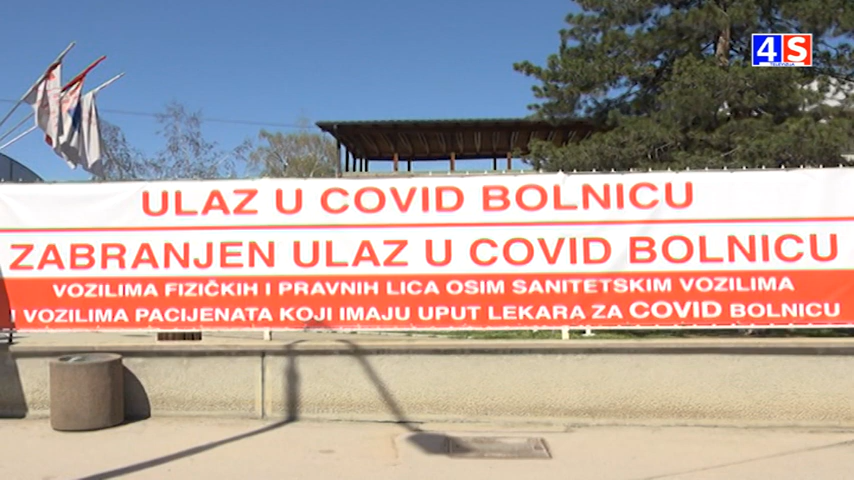 4S
ULAZ U COVID BOLNICU
ZABRANJEN ULAZ U COVID BOLNICU
VOZILIMA FIZIČKIH I PRAVNIH LICA OSIM SANITETSKIM VOZILIMA
I VOZILIMA PACIJENATA KOJI IMAJU UPUT LEKARA ZA COVID BOLNICU